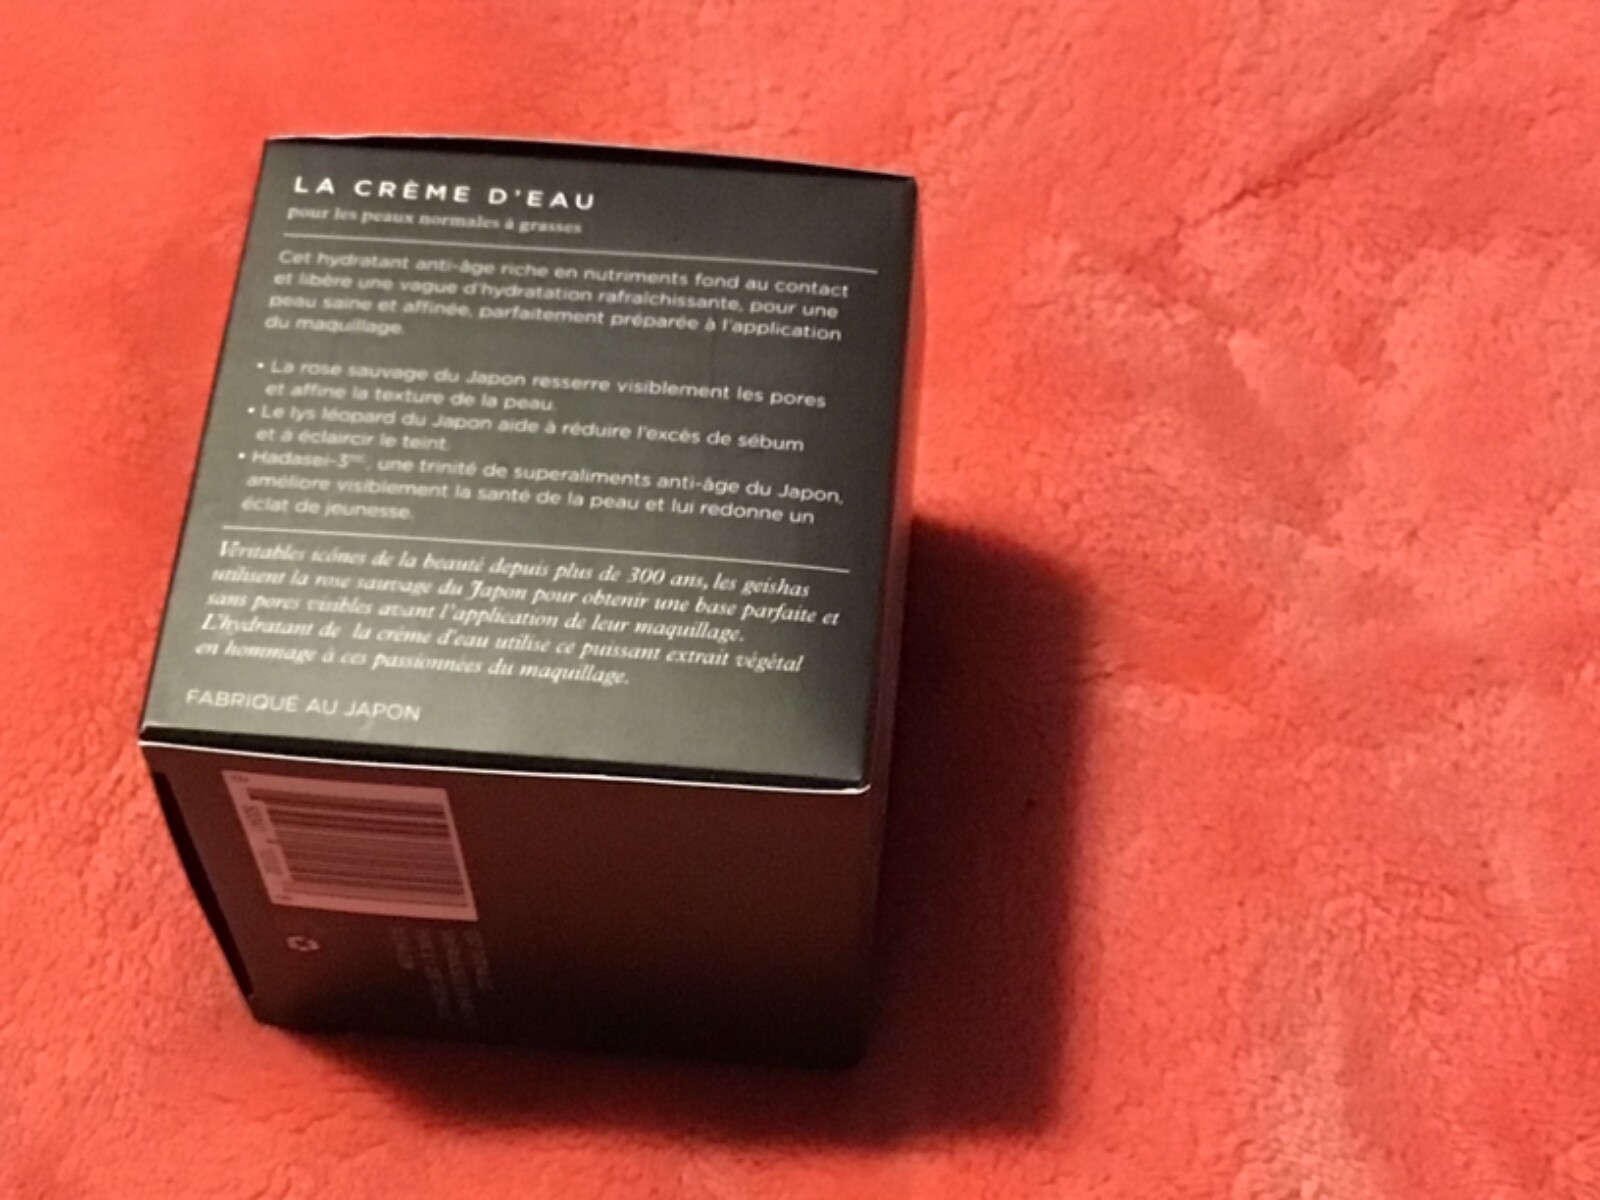 LA CRÈME D'EAU
pour les peaux normales à grasses
Cet hydratant anti-âge riche en nutriments fond au contact
et libère une vague d'hydratation rafraîchissante, pour une
peau saine et affinée, parfaitement préparée à l'application
du maquillage.
• La rose sauvage du Japon resserre visiblement les pores
et affine la texture de la peau.
• Le lys léopard du Japon aide à réduire l'excès de sébum
et à éclaircir le teint.
• Hadasei-3ᴹᶜ, une trinité de superaliments anti-âge du Japon,
améliore visiblement la santé de la peau et lui redonne un
éclat de jeunesse.
Véritables icônes de la beauté depuis plus de 300 ans, les geishas
utilisent la rose sauvage du Japon pour obtenir une base parfaite et
sans pores visibles avant l'application de leur maquillage.
L'hydratant de la crème d'eau utilise ce puissant extrait végétal
en hommage à ces passionnées du maquillage.
FABRIQUÉ AU JAPON